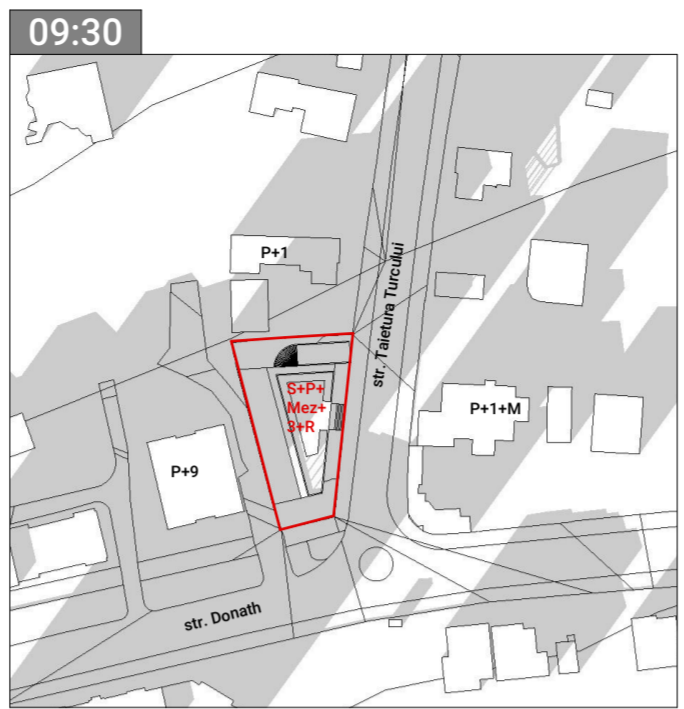 09:30
P+1
str. Taietura Turcului
S+P+
Mez+
3+R
P+1+M
P+9
str. Donath